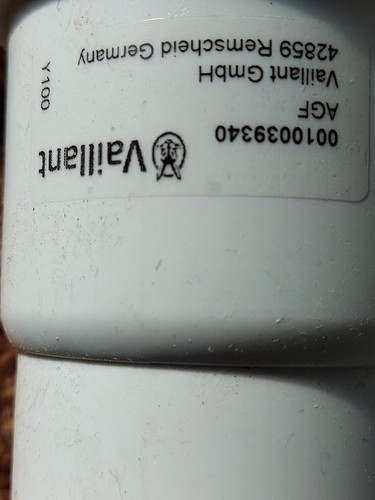 Vaillant
0010039340
AGF
Vaillant GmbH
42859 Remscheid Germany
Y100